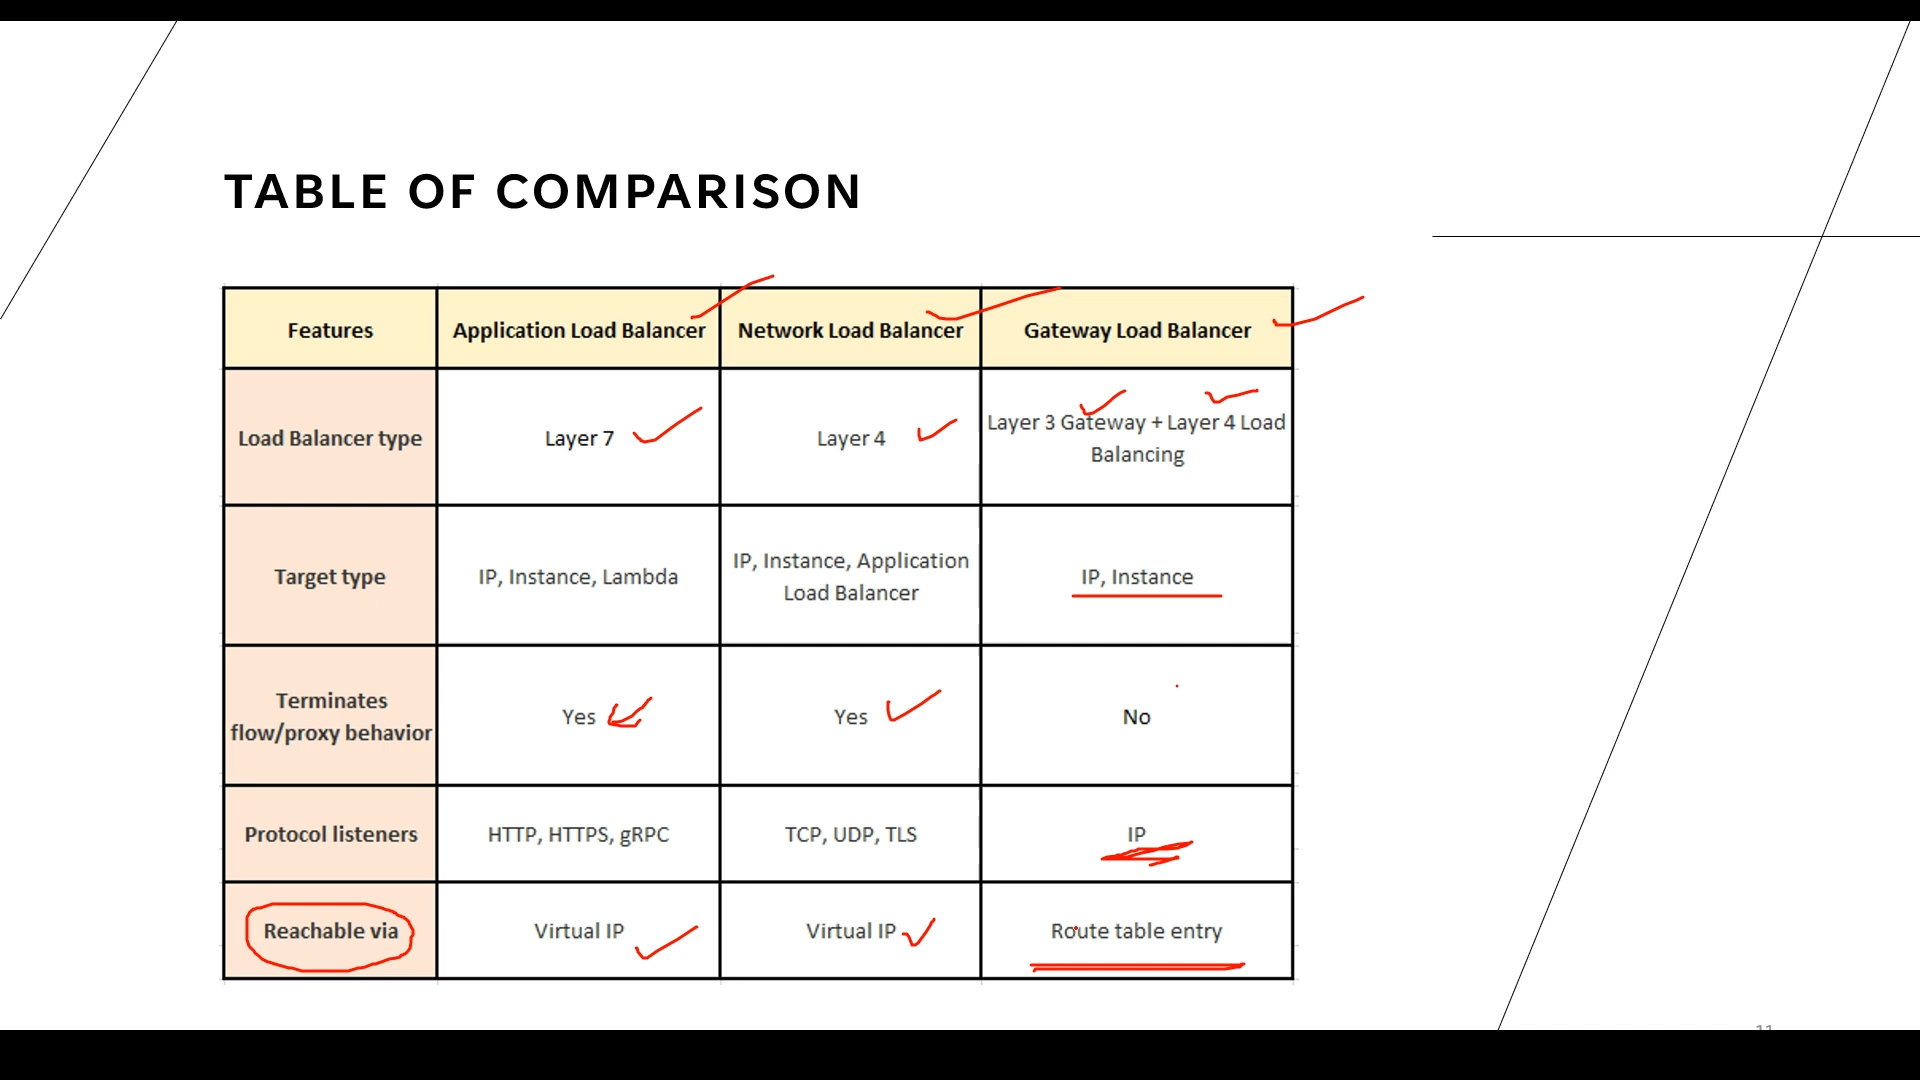 TABLE OF COMPARISON
Features
Application Load Balancer
Network Load Balancer
Gateway Load Balancer
Load Balancer type
Layer 7
Layer 4
Layer 3 Gateway + Layer 4 Load
Balancing
Target type
IP, Instance, Lambda
IP, Instance, Application
Load Balancer
IP, Instance
Terminates
flow/proxy behavior
Yes
Yes
No
Protocol listeners
HTTP, HTTPS, gRPC
TCP, UDP, TLS
IP
Reachable via
Virtual IP
Virtual IP
Route table entry